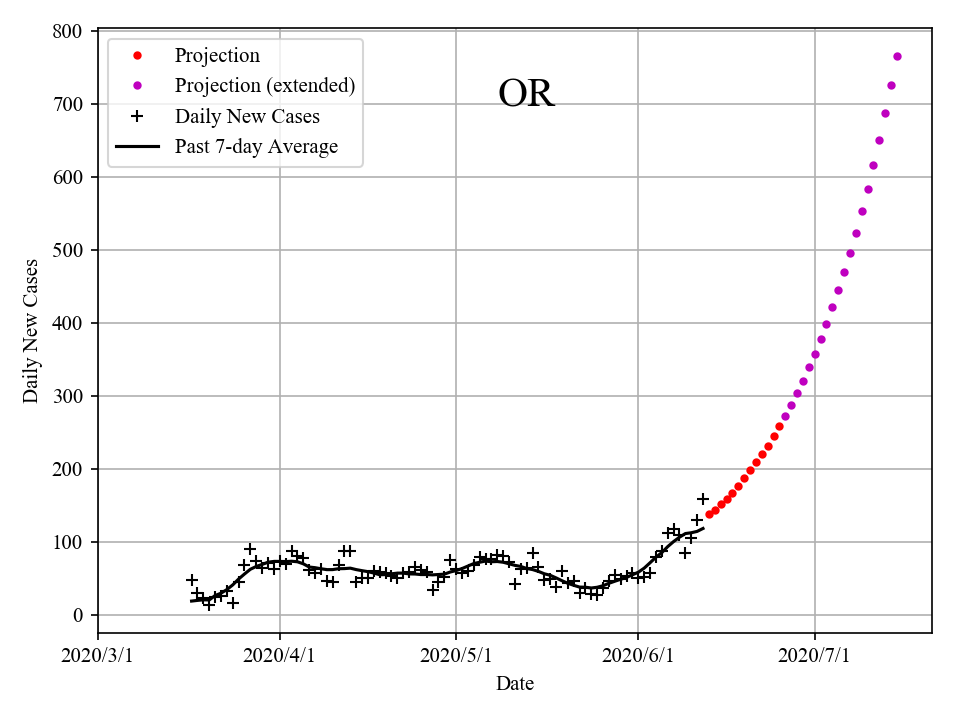 800
700
600
500
400
300
200
100
0
Daily New Cases
Projection
Projection (extended)
Daily New Cases
Past 7-day Average
OR
2020/3/1
2020/4/1
2020/5/1
2020/6/1
2020/7/1
Date